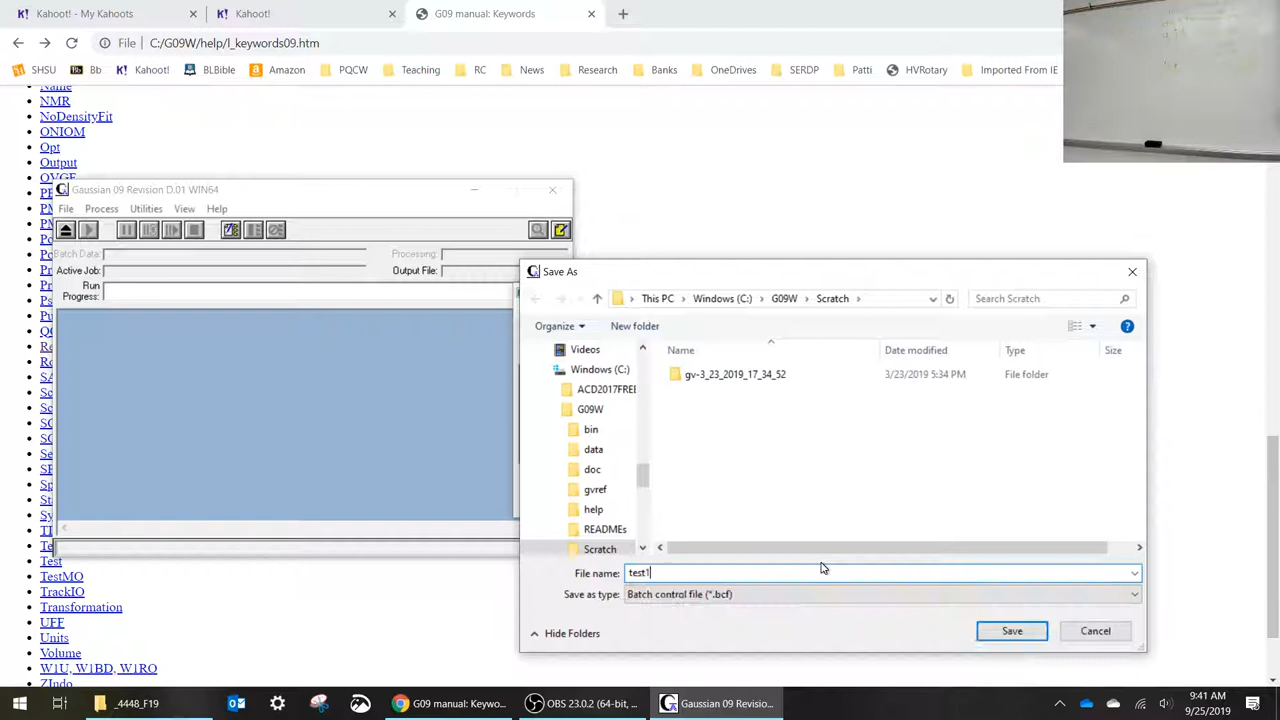 Kahoot! - My Kahoots
Kahoot!
G09 manual: Keywords
File | C:/G09W/help/l_keywords09.htm
SHSU
Bb
Kahoot!
BLBible
Amazon
PQCW
Teaching
RC
News
Research
Banks
OneDrives
SERDP
Patti
HVRotary
Imported From IE
Name
NMR
NoDensityFit
ONIOM
Opt
Output
OVGF
Gaussian 09 Revision D.01 WIN64
File Process Utilities View Help
Batch Data:
Processing:
Active Job:
Output File:
Run
Progress:
Save As
This PC > Windows (C:) > G09W > Scratch >
Search Scratch
Organize
New folder
Videos
Windows (C:)
ACD2017FREE
G09W
bin
data
doc
gvref
help
READMEs
Scratch
Name Date modified Type Size
gv-3_23_2019_17_34_52 3/23/2019 5:34 PM File folder
File name: test1
Save as type: Batch control file (*.bcf)
Hide Folders
Save
Cancel
Test
TestMO
TrackIO
Transformation
UFF
Units
Volume
W1U, W1BD, W1RO
ZIndo
_4448_F19
G09 manual: Keywo...
OBS 23.0.2 (64-bit, ...
Gaussian 09 Revisio...
9:41 AM
9/25/2019